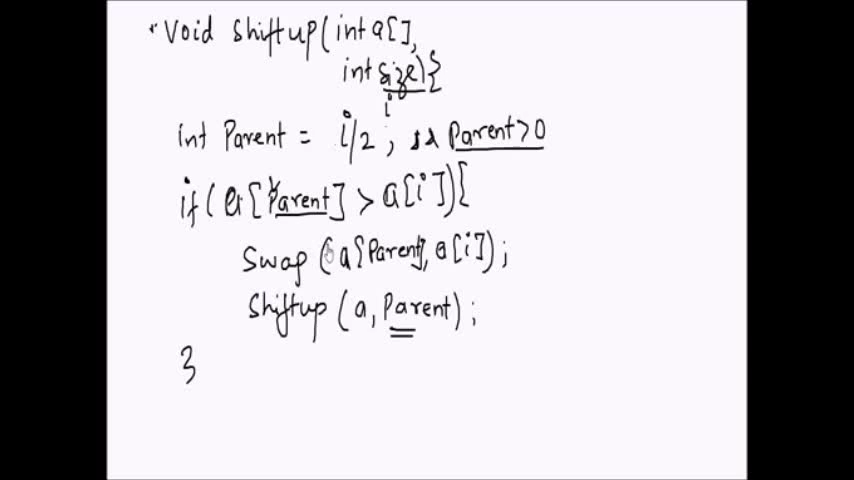 Void Shiftup(int a[],
int size){
i
int Parent = i/2; && Parent>0
if(a[Parent] > a[i]){
Swap (a[Parent], a[i]);
Shiftup (a, Parent);
}